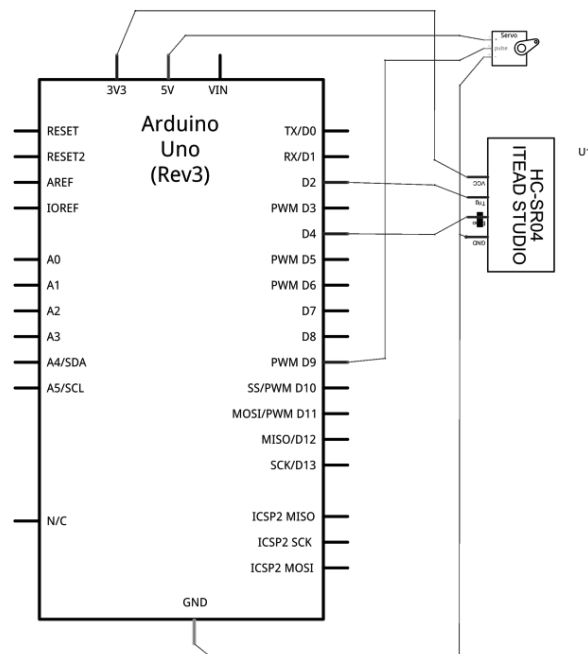 Servo
+
pulse
-
3V3
5V
VIN
Arduino
Uno
(Rev3)
RESET
RESET2
AREF
IOREF
A0
A1
A2
A3
A4/SDA
A5/SCL
N/C
TX/D0
RX/D1
D2
PWM D3
D4
PWM D5
PWM D6
D7
D8
PWM D9
SS/PWM D10
MOSI/PWM D11
MISO/D12
SCK/D13
ICSP2 MISO
ICSP2 SCK
ICSP2 MOSI
GND
VCC
Trig
GND
HC-SR04
ITEAD STUDIO